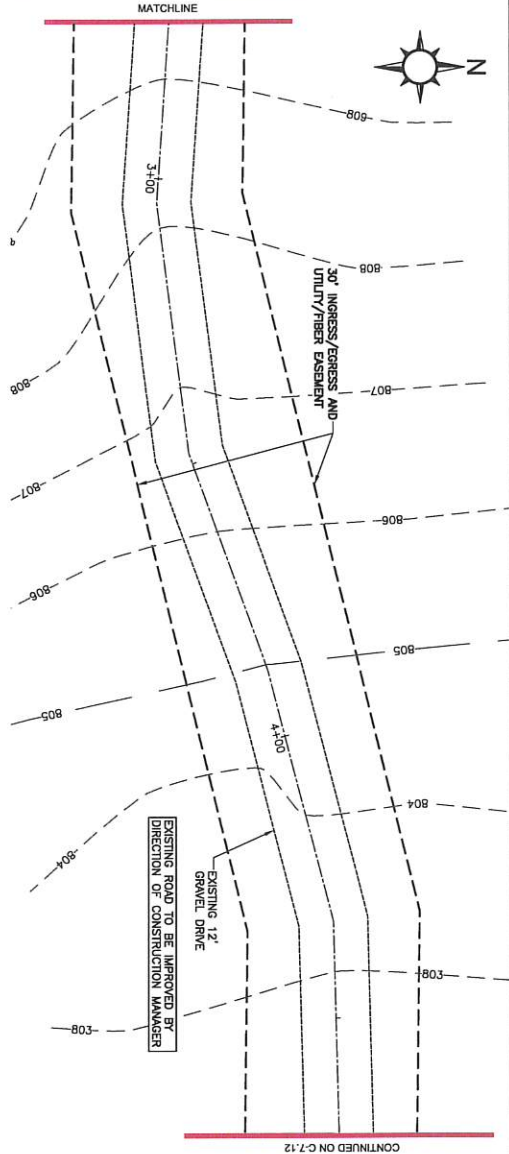 MATCHLINE
N
809
3+00
808
808
30' INGRESS/EGRESS AND
UTILITY/FIBER EASEMENT
807
807
806
806
805
805
4+00
804
804
EXISTING 12'
GRAVEL DRIVE
EXISTING ROAD TO BE IMPROVED BY
DIRECTION OF CONSTRUCTION MANAGER
803
803
CONTINUED ON C-7.12